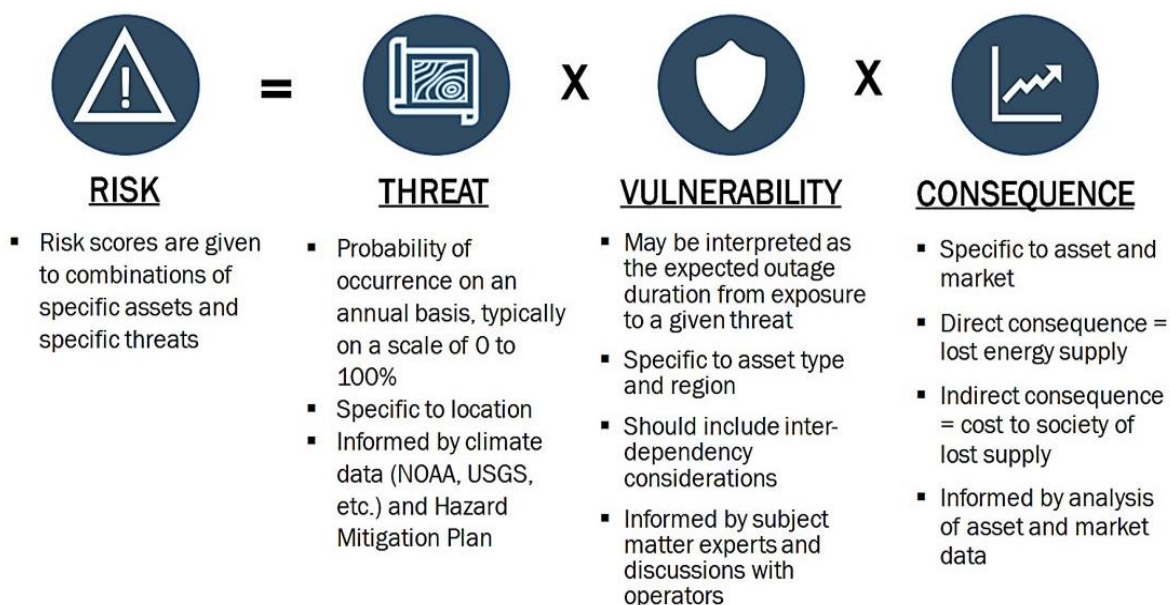 =
X
X
RISK
▪ Risk scores are given
to combinations of
specific assets and
specific threats
THREAT
▪ Probability of
occurrence on an
annual basis, typically
on a scale of 0 to
100%
▪ Specific to location
▪ Informed by climate
data (NOAA, USGS,
etc.) and Hazard
Mitigation Plan
VULNERABILITY
▪ May be interpreted as
the expected outage
duration from exposure
to a given threat
▪ Specific to asset type
and region
▪ Should include inter-
dependency
considerations
▪ Informed by subject
matter experts and
discussions with
operators
CONSEQUENCE
▪ Specific to asset and
market
▪ Direct consequence =
lost energy supply
▪ Indirect consequence
= cost to society of
lost supply
▪ Informed by analysis
of asset and market
data